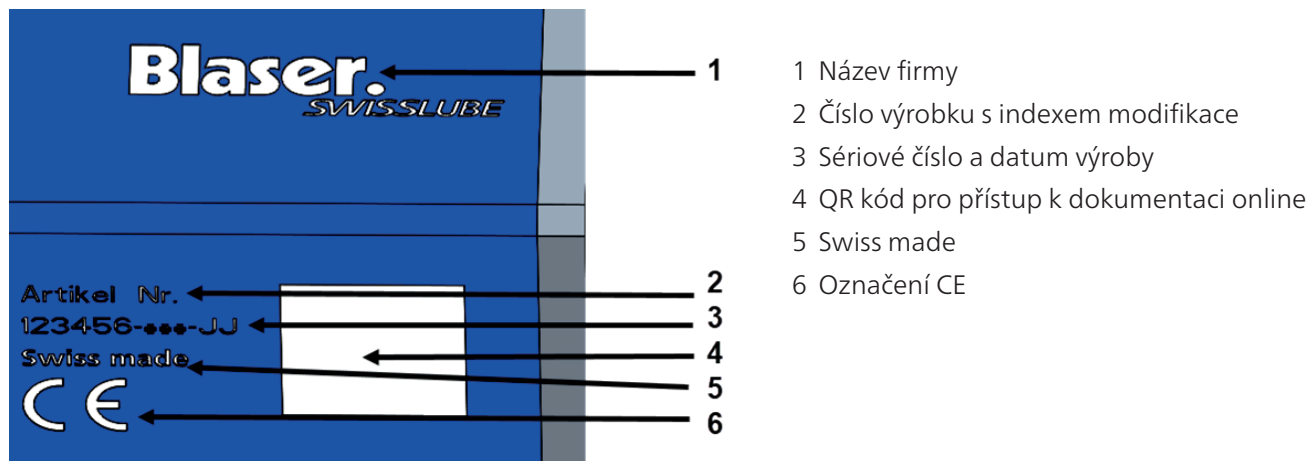 Blaser.
SWISSLUBE
1
Artikel Nr.
2
123456-•••-JJ
3
4
Swiss made
5
CE
6
1 Název firmy
2 Číslo výrobku s indexem modifikace
3 Sériové číslo a datum výroby
4 QR kód pro přístup k dokumentaci online
5 Swiss made
6 Označení CE